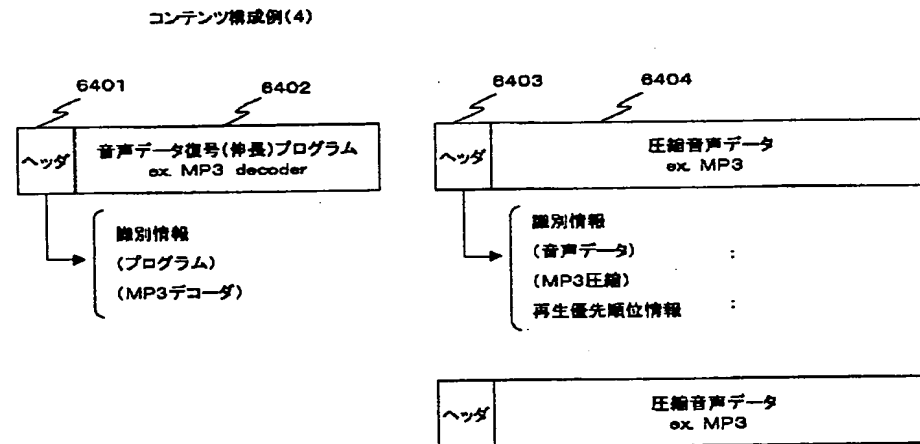 コンテンツ構成例(4)
6401
6402
ヘッダ
音声データ復号(伸長)プログラム
ex. MP3 decoder
識別情報
(プログラム)
(MP3デコーダ)
6403
6404
ヘッダ
圧縮音声データ
ex. MP3
識別情報
(音声データ) :
(MP3圧縮)
再生優先順位情報 :
ヘッダ
圧縮音声データ
ex. MP3